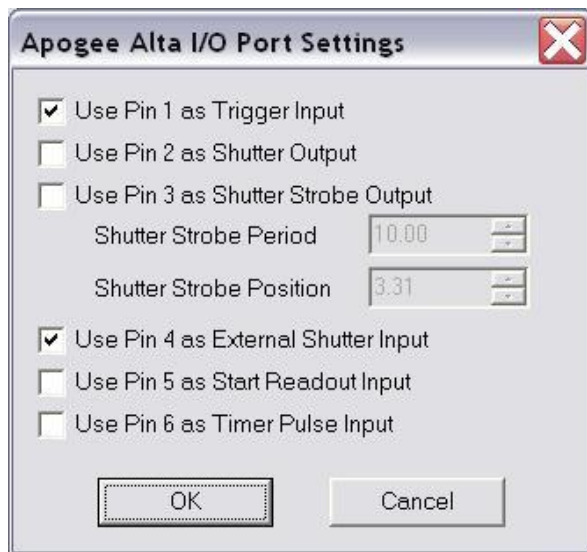 Apogee Alta I/O Port Settings
Use Pin 1 as Trigger Input
Use Pin 2 as Shutter Output
Use Pin 3 as Shutter Strobe Output
Shutter Strobe Period 10.00
Shutter Strobe Position 3.31
Use Pin 4 as External Shutter Input
Use Pin 5 as Start Readout Input
Use Pin 6 as Timer Pulse Input
OK Cancel